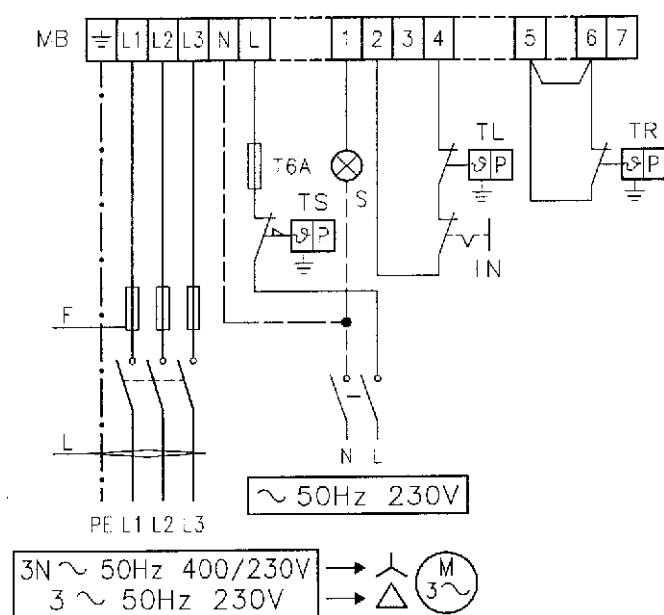 MB L1 L2 L3 N L 1 2 3 4 5 6 7
T6A
S
TS
ϑ P
TL
ϑ P
TR
ϑ P
IN
F
L
N L
~ 50Hz 230V
PE L1 L2 L3
3N ~ 50Hz 400/230V
3 ~ 50Hz 230V
M
3~